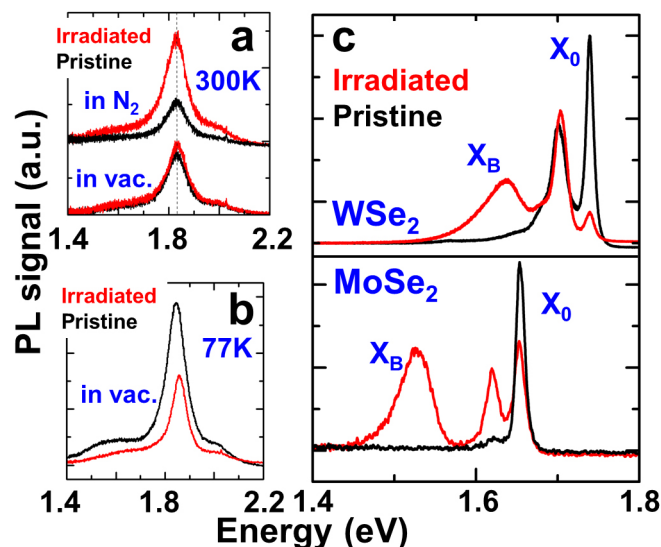 PL signal (a.u.)
Irradiated
Pristine
a
300K
in N₂
in vac.
1.4 1.8 2.2
Irradiated
Pristine
b
77K
in vac.
1.4 1.8 2.2
c
Irradiated
Pristine
X₀
X_B
WSe₂
MoSe₂
X₀
X_B
1.4 1.6 1.8
Energy (eV)